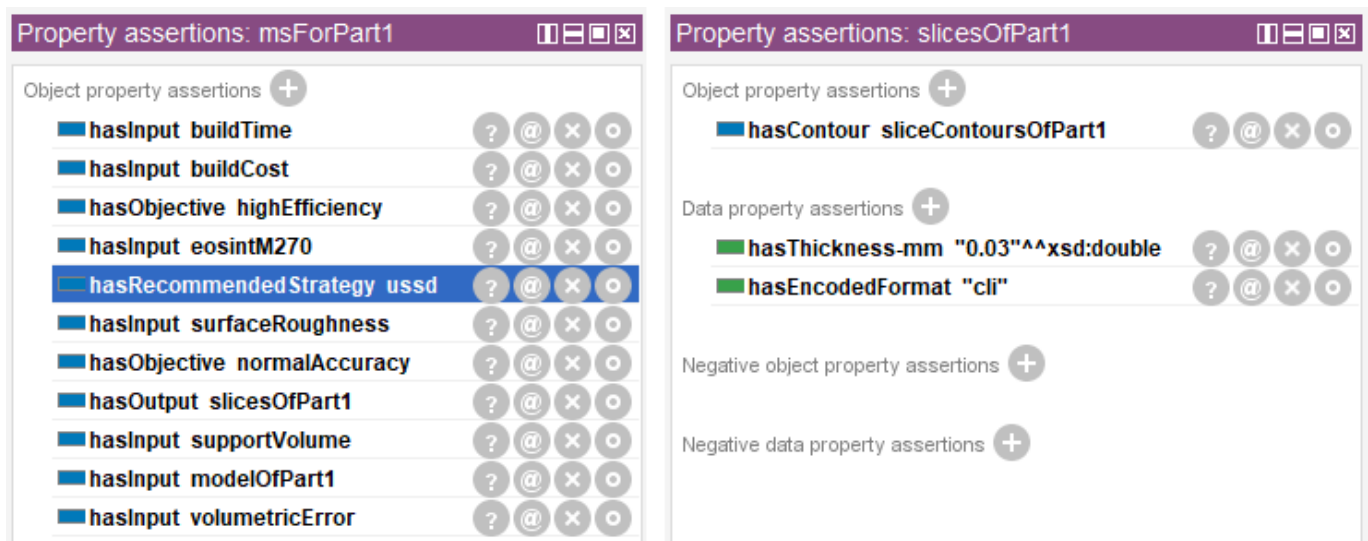 Property assertions: msForPart1
Object property assertions
hasInput buildTime
hasInput buildCost
hasObjective highEfficiency
hasInput eosintM270
hasRecommendedStrategy ussd
hasInput surfaceRoughness
hasObjective normalAccuracy
hasOutput slicesOfPart1
hasInput supportVolume
hasInput modelOfPart1
hasInput volumetricError
Property assertions: slicesOfPart1
Object property assertions
hasContour sliceContoursOfPart1
Data property assertions
hasThickness-mm "0.03"^^xsd:double
hasEncodedFormat "cli"
Negative object property assertions
Negative data property assertions